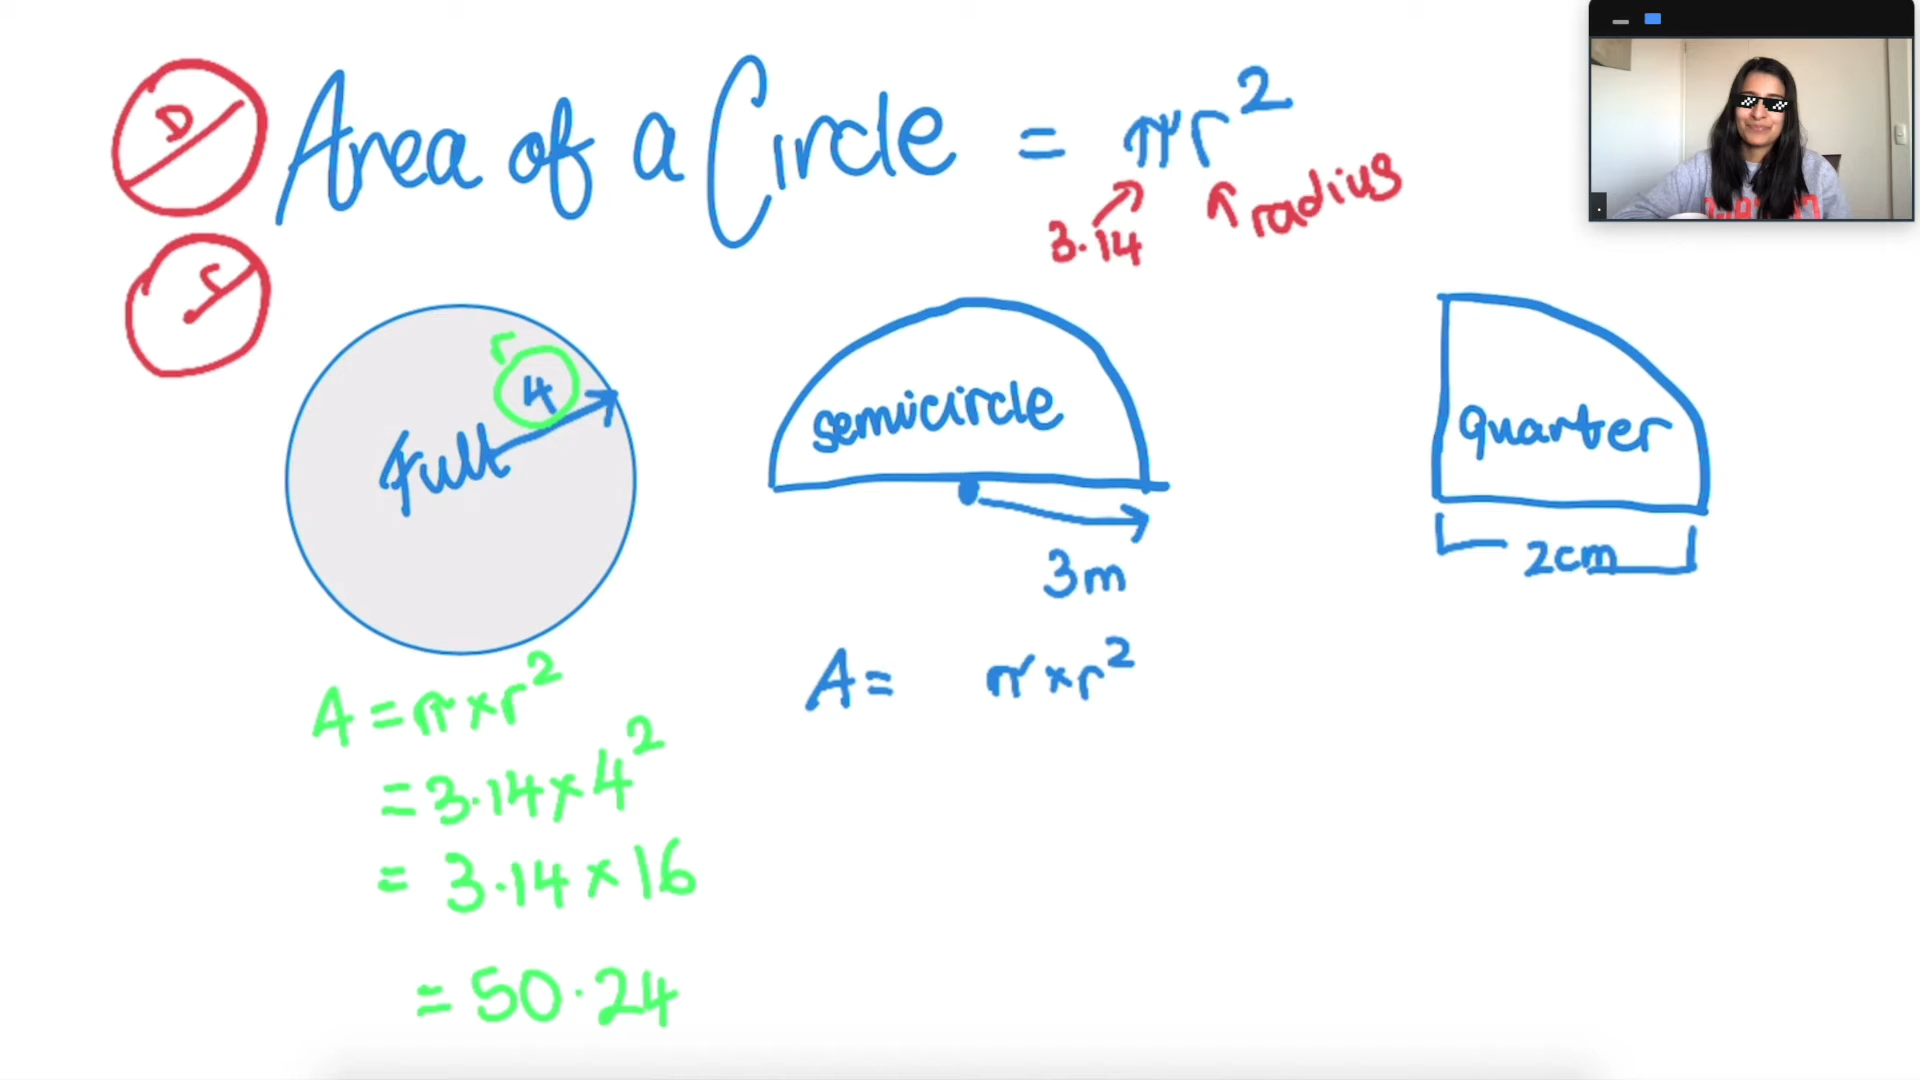 D
Area of a Circle = πr²
3.14
radius
r
r
4
Full
semicircle
quarter
3m
2cm
A = π×r²
= 3.14×4²
= 3.14×16
= 50.24
A= π×r²